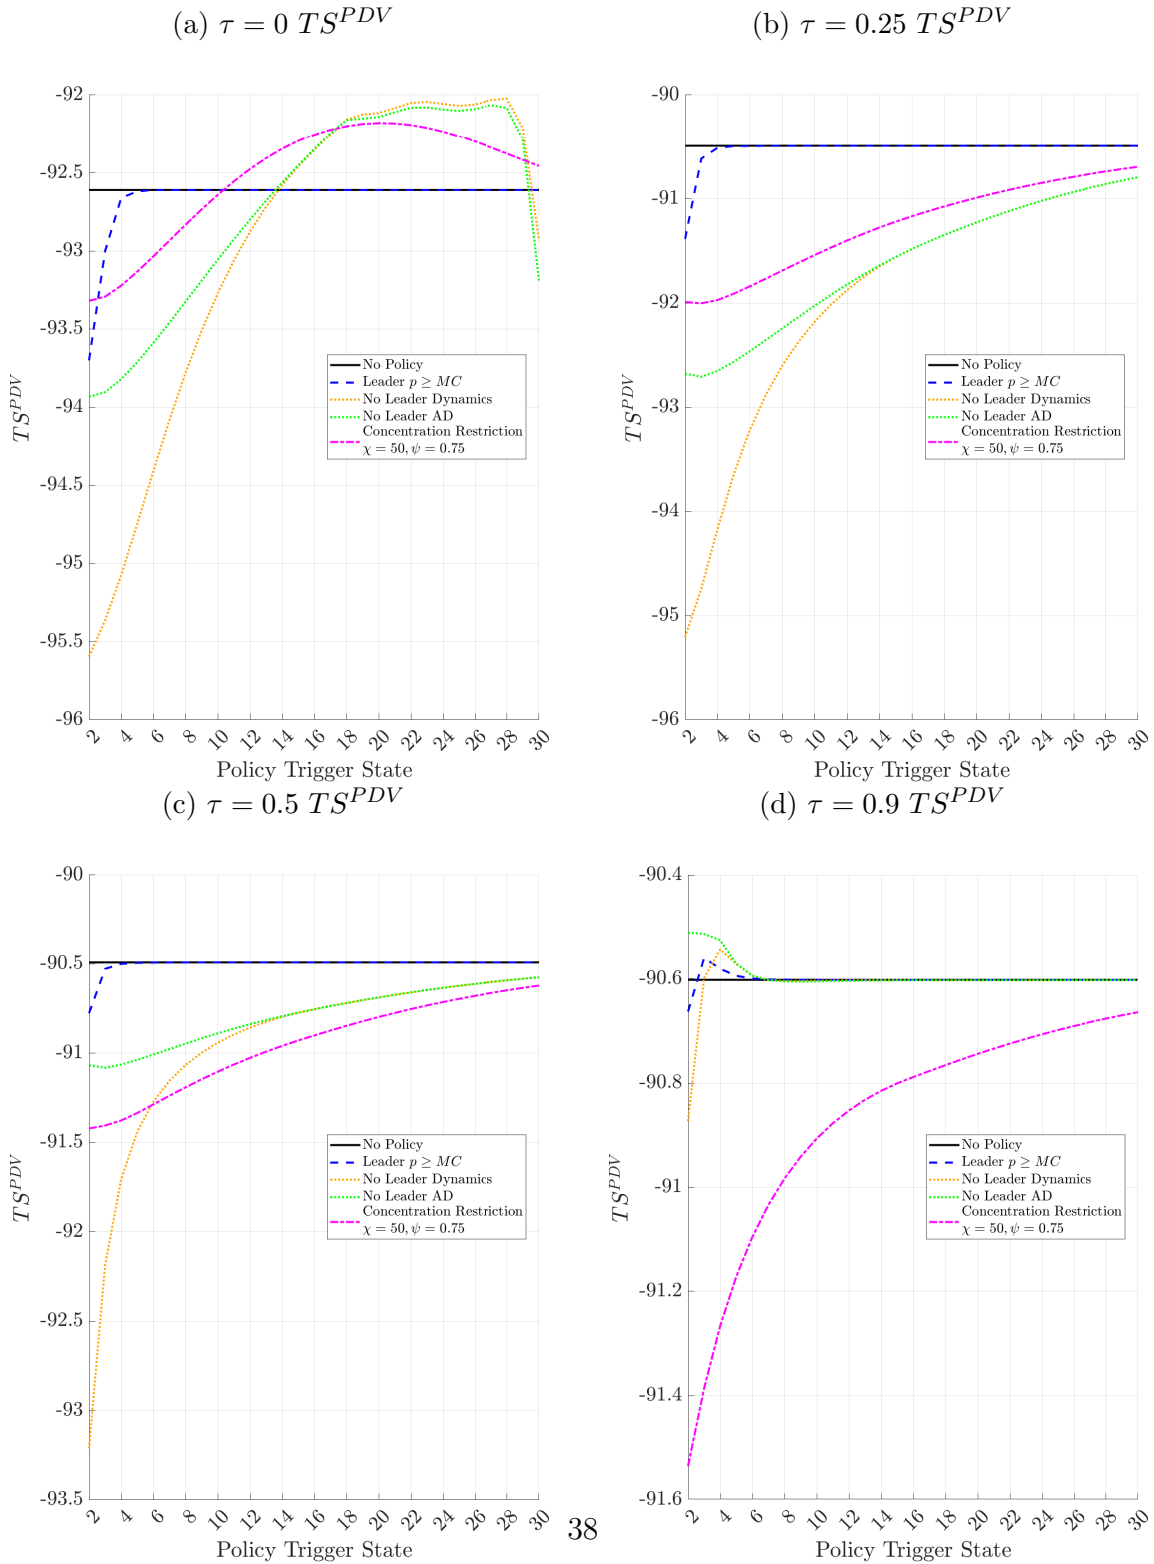 (a) τ = 0 TS^{PDV}
-92
-92.5
-93
-93.5
-94
-94.5
-95
-95.5
-96
TS^{PDV}
No Policy
Leader p ≥ MC
No Leader Dynamics
No Leader AD
Concentration Restriction
χ = 50, ψ = 0.75
2 4 6 8 10 12 14 16 18 20 22 24 26 28 30
Policy Trigger State
(b) τ = 0.25 TS^{PDV}
-90
-91
-92
-93
-94
-95
-96
TS^{PDV}
No Policy
Leader p ≥ MC
No Leader Dynamics
No Leader AD
Concentration Restriction
χ = 50, ψ = 0.75
2 4 6 8 10 12 14 16 18 20 22 24 26 28 30
Policy Trigger State
(c) τ = 0.5 TS^{PDV}
-90
-90.5
-91
-91.5
-92
-92.5
-93
-93.5
TS^{PDV}
No Policy
Leader p ≥ MC
No Leader Dynamics
No Leader AD
Concentration Restriction
χ = 50, ψ = 0.75
2 4 6 8 10 12 14 16 18 20 22 24 26 28 30
Policy Trigger State
(d) τ = 0.9 TS^{PDV}
-90.4
-90.6
-90.8
-91
-91.2
-91.4
-91.6
TS^{PDV}
No Policy
Leader p ≥ MC
No Leader Dynamics
No Leader AD
Concentration Restriction
χ = 50, ψ = 0.75
2 4 6 8 10 12 14 16 18 20 22 24 26 28 30
Policy Trigger State
38